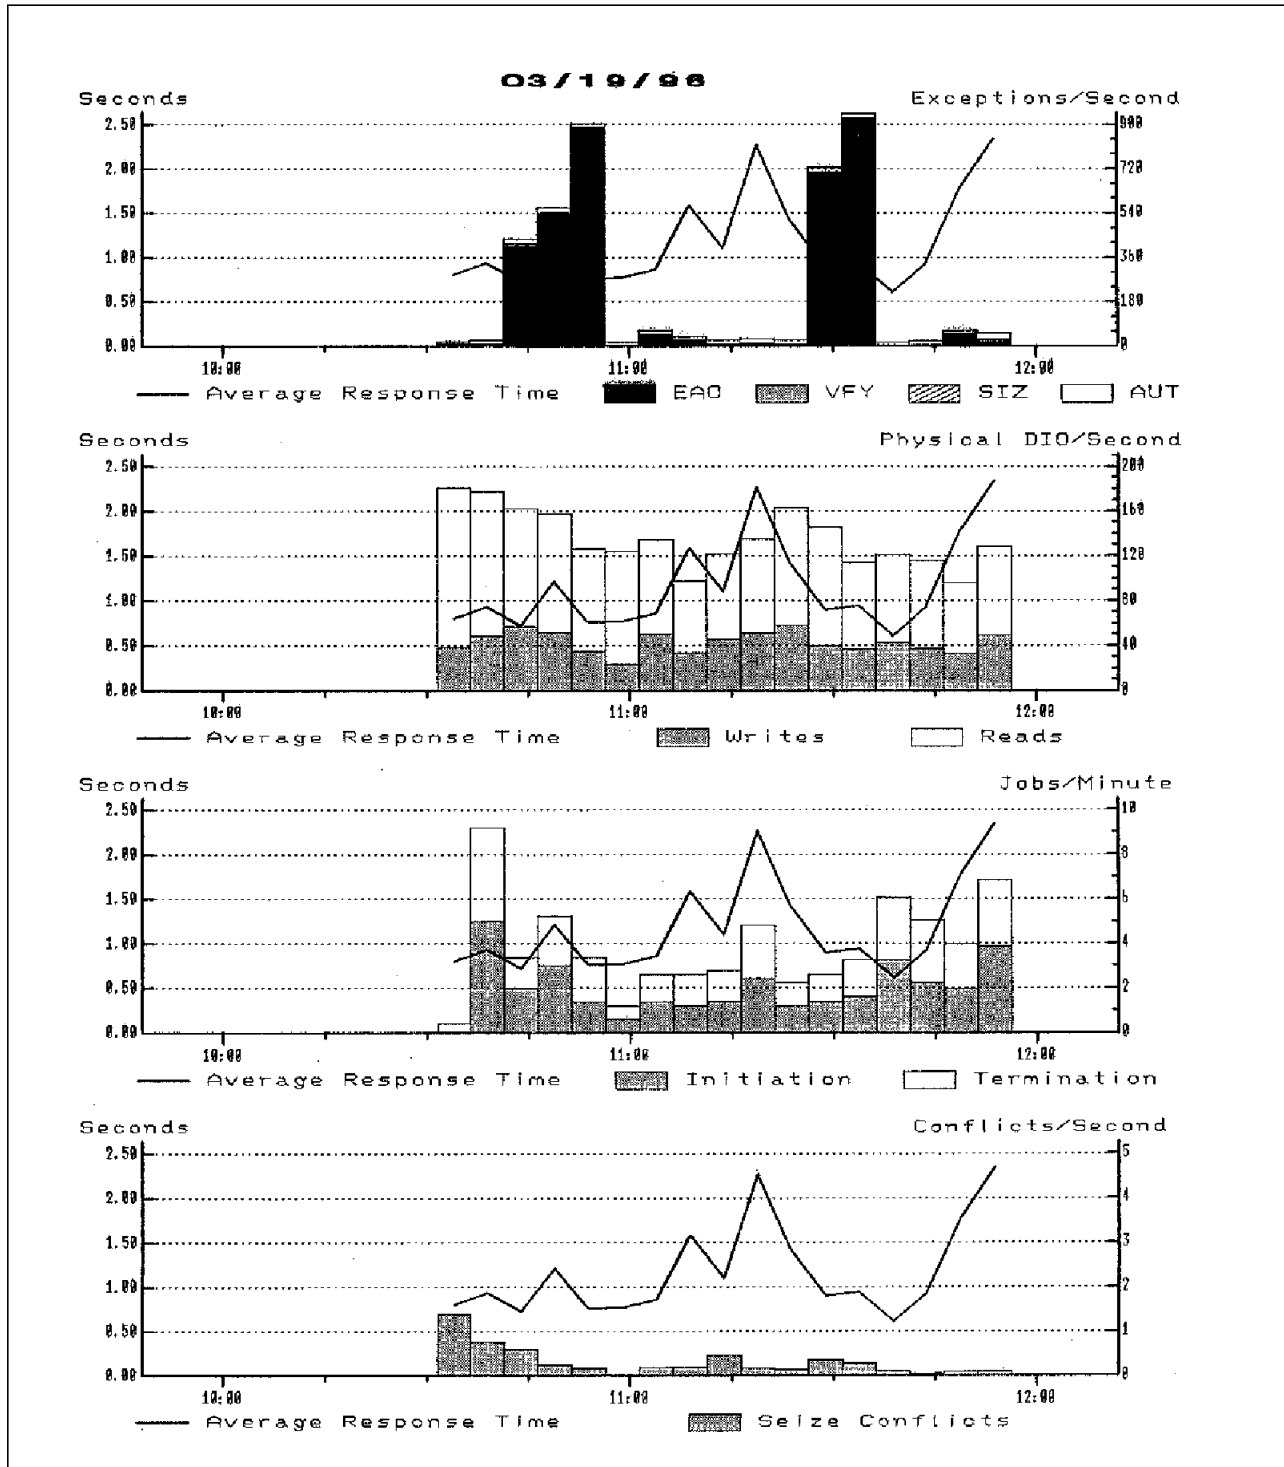 03/19/96
Seconds Exceptions/Second
2.50 900
2.00 720
1.50 540
1.00 360
0.50 180
0.00 0
10:00 11:00 12:00
Average Response Time EAO VFY SIZ AUT
Seconds Physical DIO/Second
2.50 200
2.00 160
1.50 120
1.00 80
0.50 40
0.00 0
10:00 11:00 12:00
Average Response Time Writes Reads
Seconds Jobs/Minute
2.50 10
2.00 8
1.50 6
1.00 4
0.50 2
0.00 0
10:00 11:00 12:00
Average Response Time Initiation Termination
Seconds Conflicts/Second
2.50 5
2.00 4
1.50 3
1.00 2
0.50 1
0.00 0
10:00 11:00 12:00
Average Response Time Seize Conflicts